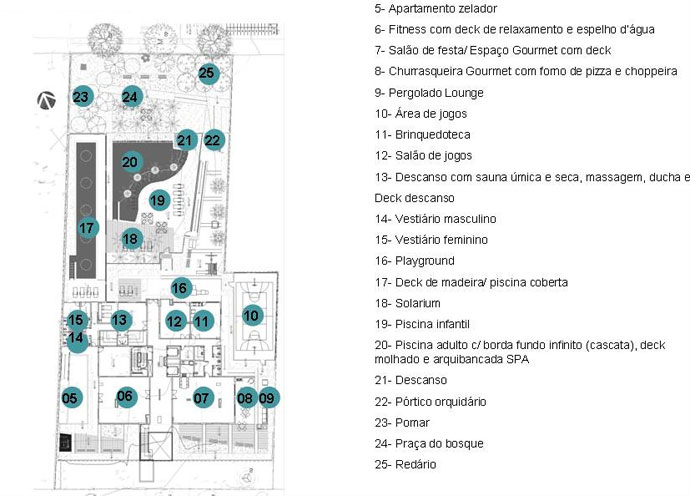 5- Apartamento zelador
6- Fitness com deck de relaxamento e espelho d'água
7- Salão de festa/ Espaço Gourmet com deck
8- Churrasqueira Gourmet com forno de pizza e choppeira
9- Pergolado Lounge
10- Área de jogos
11- Brinquedoteca
12- Salão de jogos
13- Descanso com sauna úmica e seca, massagem, ducha e
Deck descanso
14- Vestiário masculino
15- Vestiário feminino
16- Playground
17- Deck de madeira/ piscina coberta
18- Solarium
19- Piscina infantil
20- Piscina adulto c/ borda fundo infinito (cascata), deck
molhado e arquibancada SPA
21- Descanso
22- Pórtico orquidário
23- Pomar
24- Praça do bosque
25- Redário
25
23
24
21
22
20
19
17
18
16
15
13
12
11
10
14
05
06
07
08
09